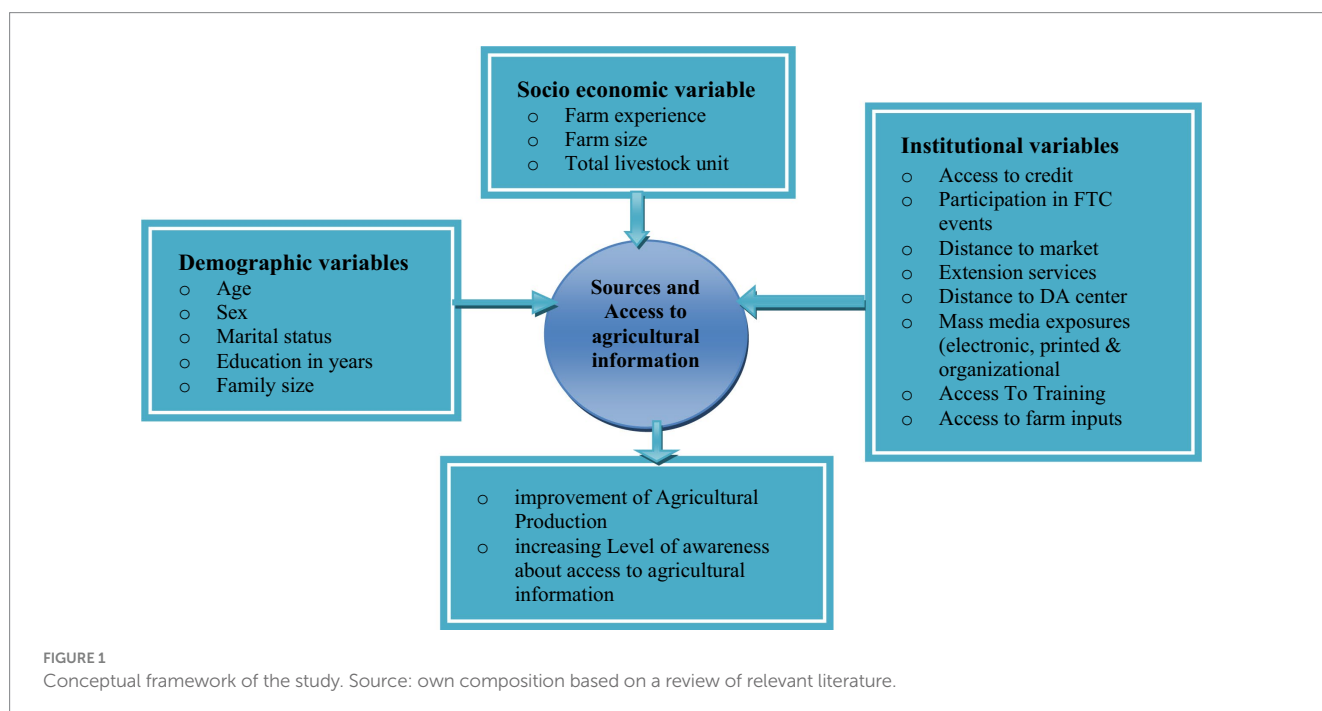 Socio economic variable
o Farm experience
o Farm size
o Total livestock unit
Demographic variables
o Age
o Sex
o Marital status
o Education in years
o Family size
Sources and
Access to
agricultural
information
Institutional variables
o Access to credit
o Participation in FTC
events
o Distance to market
o Extension services
o Distance to DA center
o Mass media exposures
(electronic, printed &
organizational
o Access To Training
o Access to farm inputs
o improvement of Agricultural
Production
o increasing Level of awareness
about access to agricultural
information
FIGURE 1
Conceptual framework of the study. Source: own composition based on a review of relevant literature.